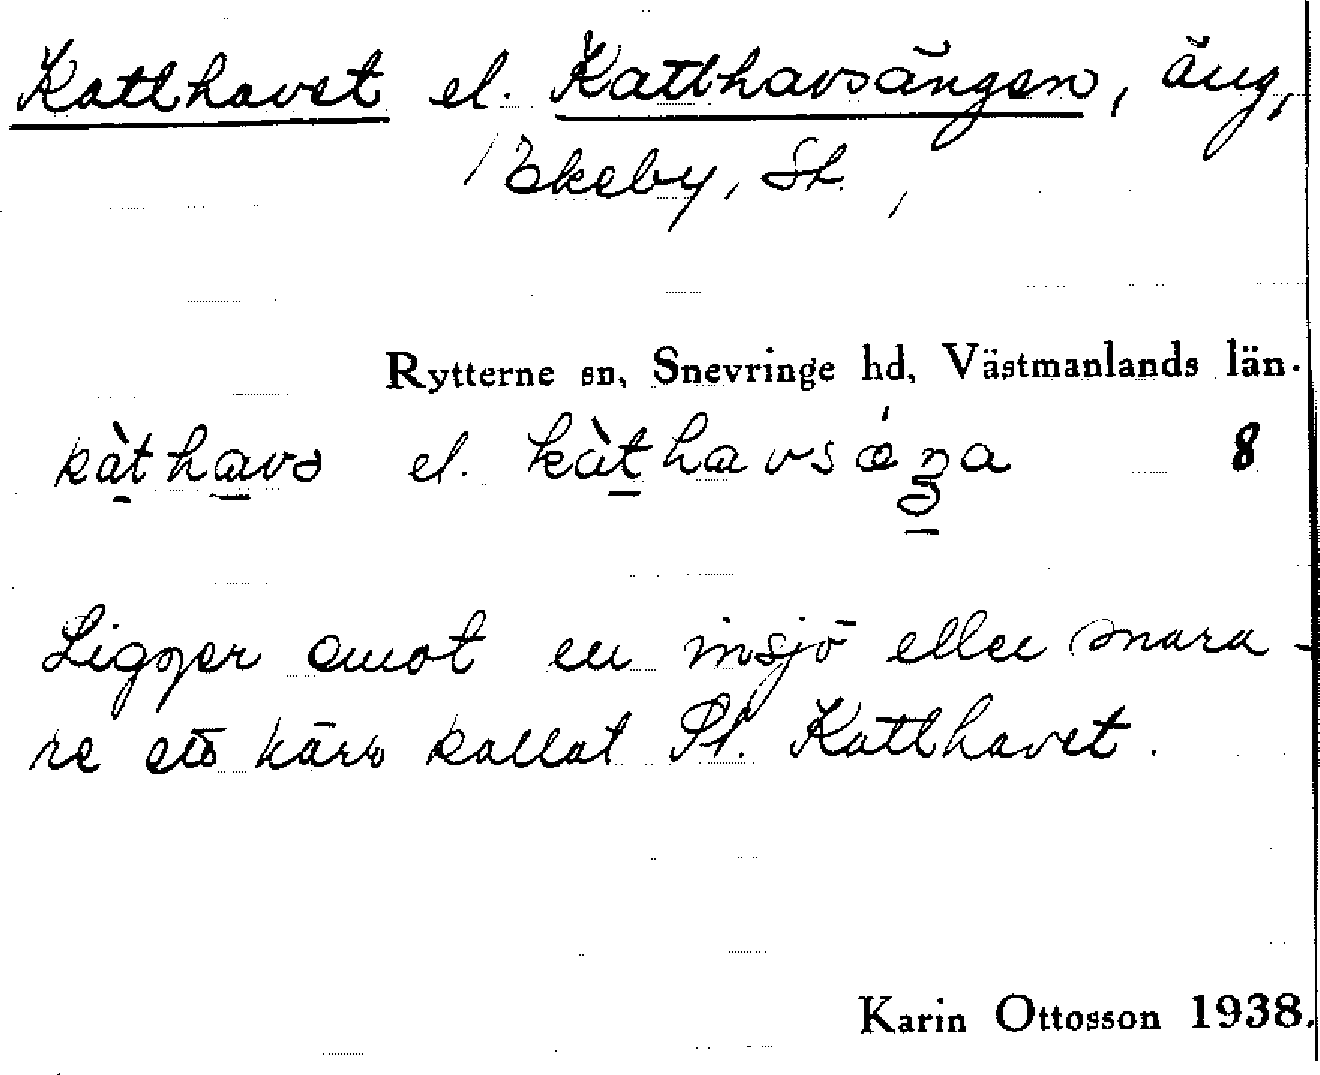 Katthavet el. Katthavsängen, äng,
Ekeby, St.
Rytterne sn, Snevringe hd, Västmanlands län.
kàthavə el. kàthavsǽŋa 8
Ligger emot en insjö eller snara-
re ett kärr kallat St. Katthavet.
Karin Ottosson 1938.